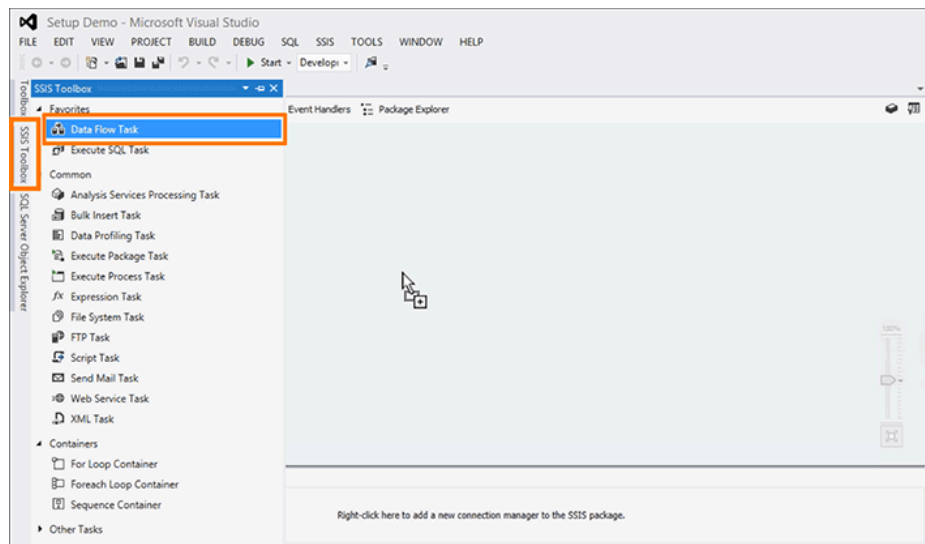 Setup Demo - Microsoft Visual Studio
FILE EDIT VIEW PROJECT BUILD DEBUG SQL SSIS TOOLS WINDOW HELP
Start Develop
Toolbox
SSIS Toolbox
SQL Server Object Explorer
SSIS Toolbox
Event Handlers Package Explorer
Favorites
Data Flow Task
Execute SQL Task
Common
Analysis Services Processing Task
Bulk Insert Task
Data Profiling Task
Execute Package Task
Execute Process Task
fx Expression Task
File System Task
FTP Task
Script Task
Send Mail Task
Web Service Task
XML Task
Containers
For Loop Container
Foreach Loop Container
Sequence Container
Other Tasks
100%
Right-click here to add a new connection manager to the SSIS package.